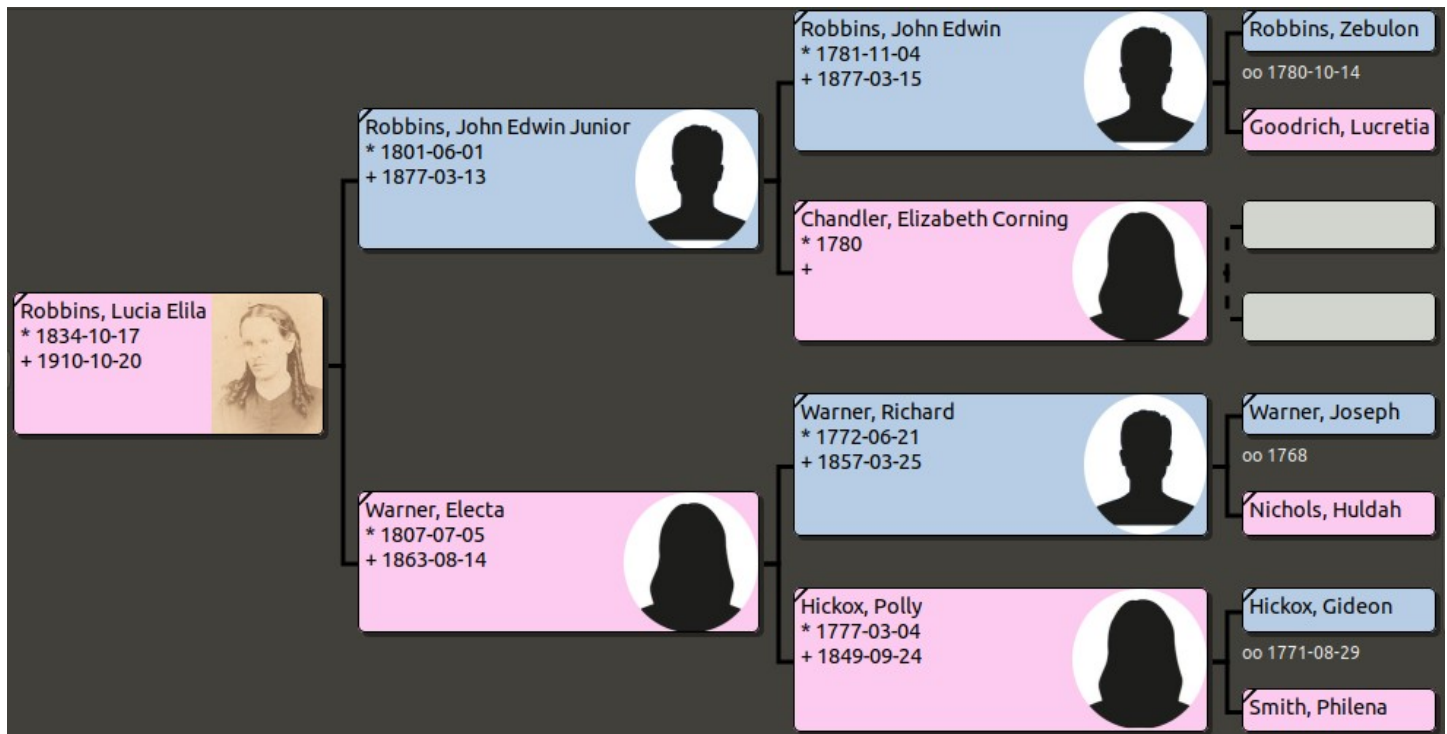 Robbins, Lucia Elila
* 1834-10-17
+ 1910-10-20
Robbins, John Edwin Junior
* 1801-06-01
+ 1877-03-13
Warner, Electa
* 1807-07-05
+ 1863-08-14
Robbins, John Edwin
* 1781-11-04
+ 1877-03-15
Chandler, Elizabeth Corning
* 1780
+
Warner, Richard
* 1772-06-21
+ 1857-03-25
Hickox, Polly
* 1777-03-04
+ 1849-09-24
Robbins, Zebulon
oo 1780-10-14
Goodrich, Lucretia
Warner, Joseph
oo 1768
Nichols, Huldah
Hickox, Gideon
oo 1771-08-29
Smith, Philena